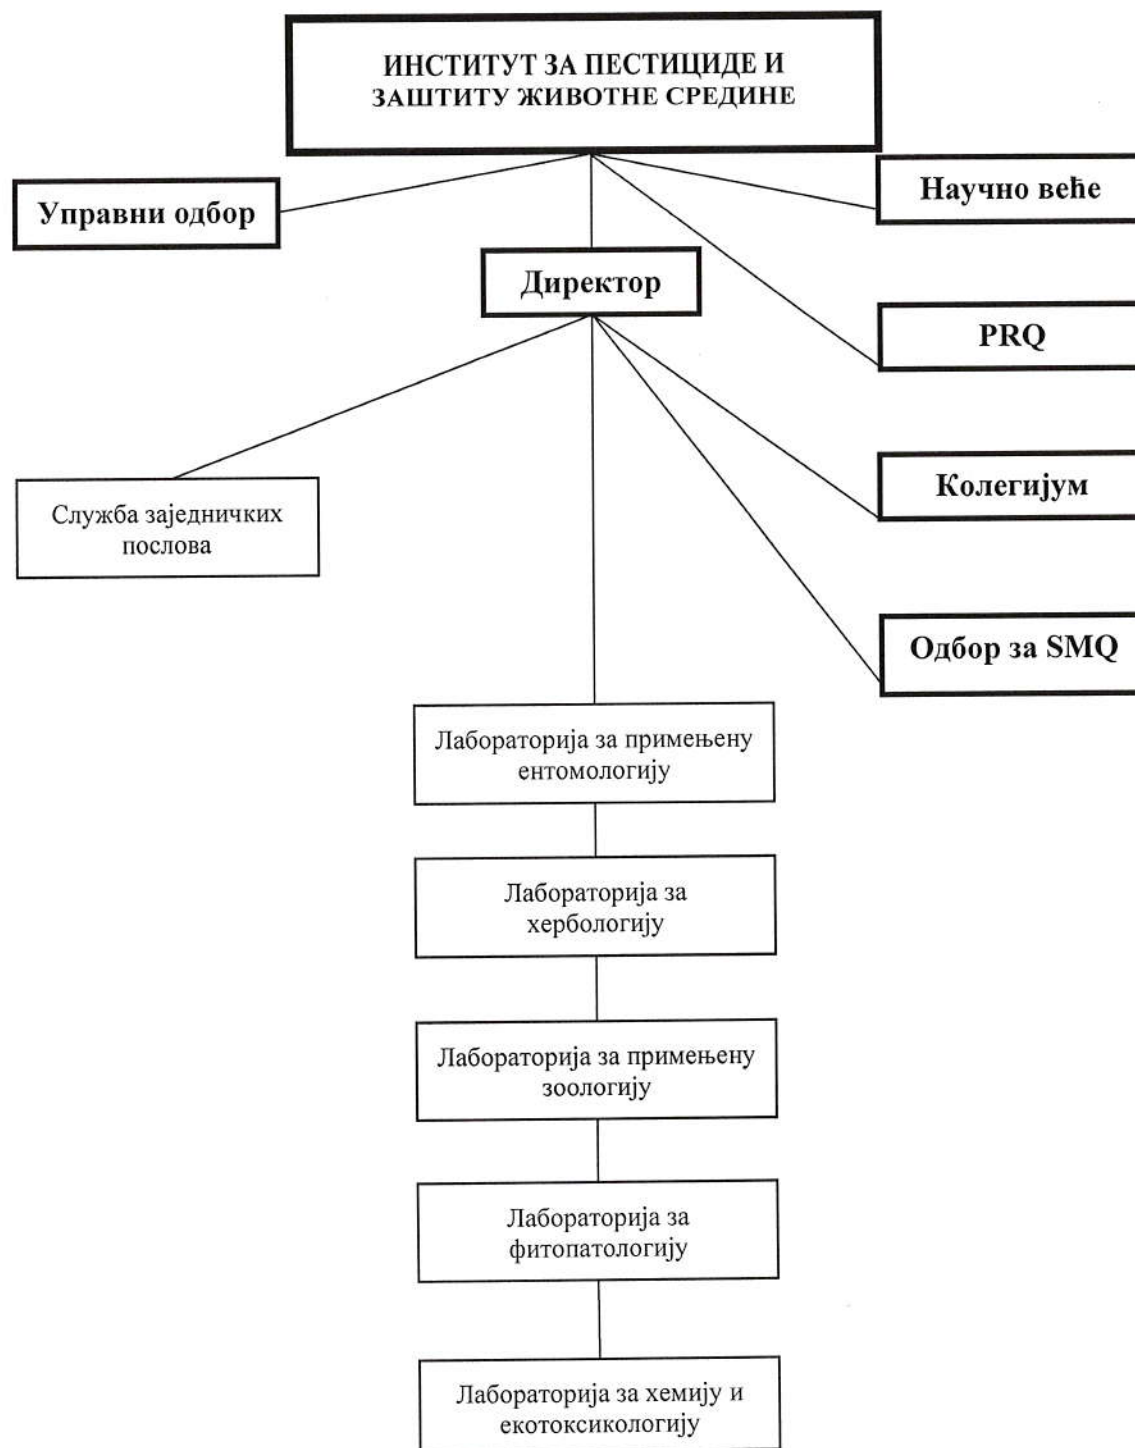 ИНСТИТУТ ЗА ПЕСТИЦИДЕ И
ЗАШТИТУ ЖИВОТНЕ СРЕДИНЕ
Управни одбор
Научно веће
Директор
PRQ
Колегијум
Служба заједничких
послова
Одбор за SMQ
Лабораторија за примењену
ентомологију
Лабораторија за
хербологију
Лабораторија за примењену
зоологију
Лабораторија за
фитопатологију
Лабораторија за хемију и
екотоксикологију